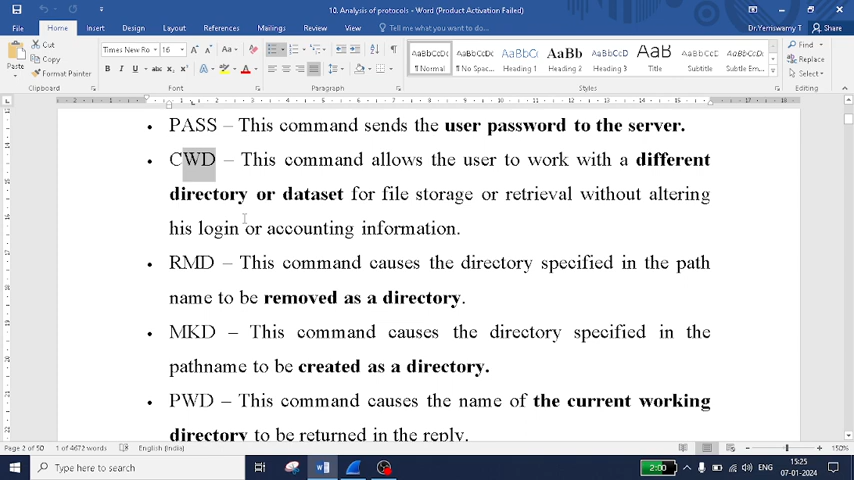 10. Analysis of protocols - Word (Product Activation Failed)
File Home Insert Design Layout References Mailings Review View Tell me what you want to do... Dr.Yerriswamy T Share
Cut
Copy
Format Painter
Paste
Times New Ro 16
Find
Replace
Select
AaBbCcDc AaBbCcDc AaBbCc AaBb AaBbCcDc AaBbCcL AaB AaBbCcL AaBbCcDc
¶ Normal ¶ No Spac... Heading 1 Heading 2 Heading 3 Heading 4 Title Subtitle Subtle Em...
Clipboard Font Paragraph Styles Editing
• PASS – This command sends the user password to the server.
• CWD – This command allows the user to work with a different
directory or dataset for file storage or retrieval without altering
his login or accounting information.
• RMD – This command causes the directory specified in the path
name to be removed as a directory.
• MKD – This command causes the directory specified in the
pathname to be created as a directory.
• PWD – This command causes the name of the current working
directory to be returned in the reply.
Page 2 of 50 1 of 4672 words English (India) 150%
Type here to search 2:00 ENG 15:25
07-01-2024